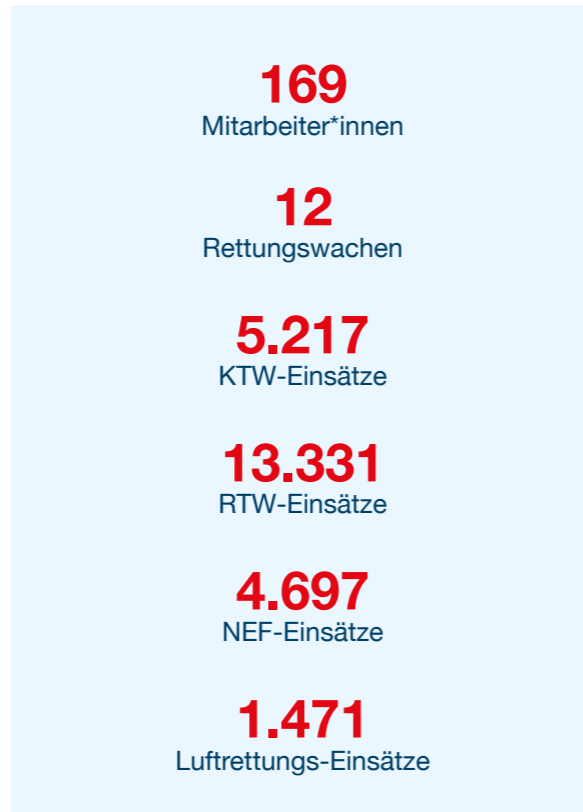 169
Mitarbeiter*innen
12
Rettungswachen
5.217
KTW-Einsätze
13.331
RTW-Einsätze
4.697
NEF-Einsätze
1.471
Luftrettungs-Einsätze